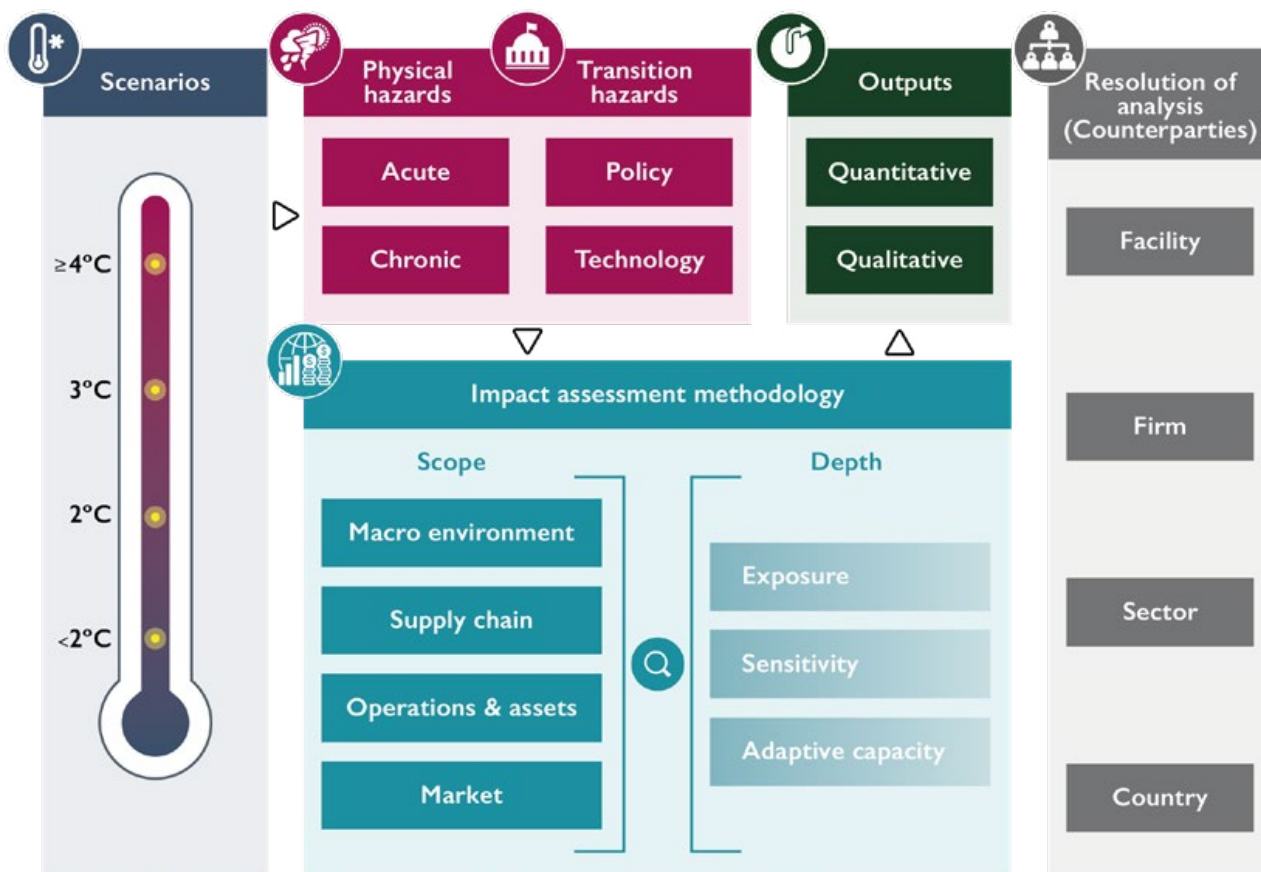 Scenarios
≥4°C
3°C
2°C
<2°C
Physical
hazards
Transition
hazards
Acute
Policy
Chronic
Technology
Outputs
Quantitative
Qualitative
Impact assessment methodology
Scope
Macro environment
Supply chain
Operations & assets
Market
Depth
Exposure
Sensitivity
Adaptive capacity
Resolution of
analysis
(Counterparties)
Facility
Firm
Sector
Country